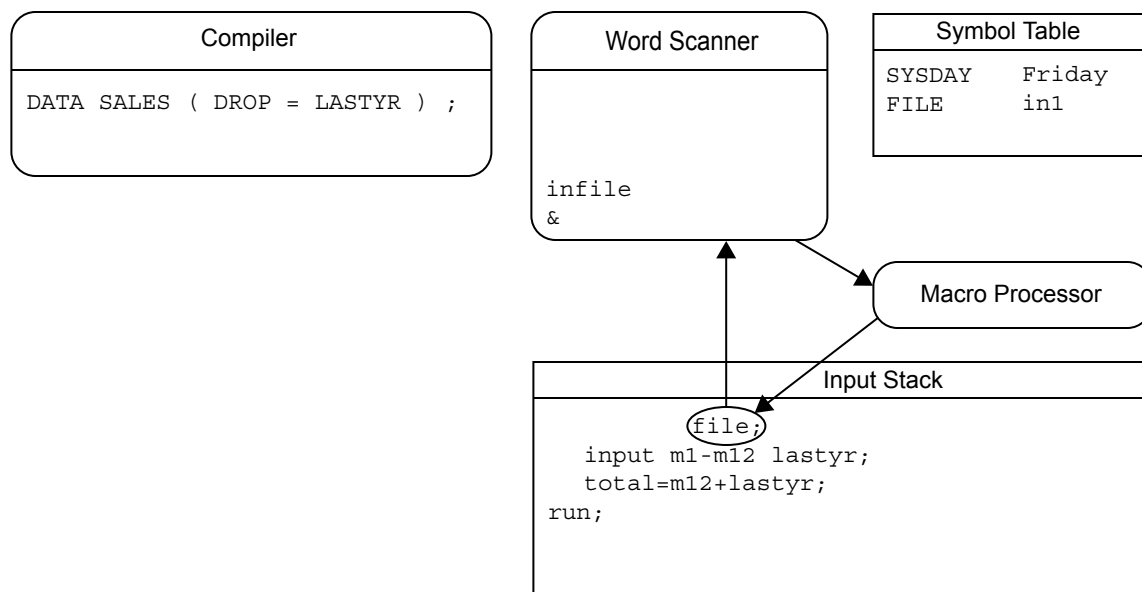 Compiler
DATA SALES ( DROP = LASTYR ) ;
Word Scanner
infile
&
Symbol Table
SYSDAY Friday
FILE in1
Macro Processor
Input Stack
file;
input m1-m12 lastyr;
total=m12+lastyr;
run;